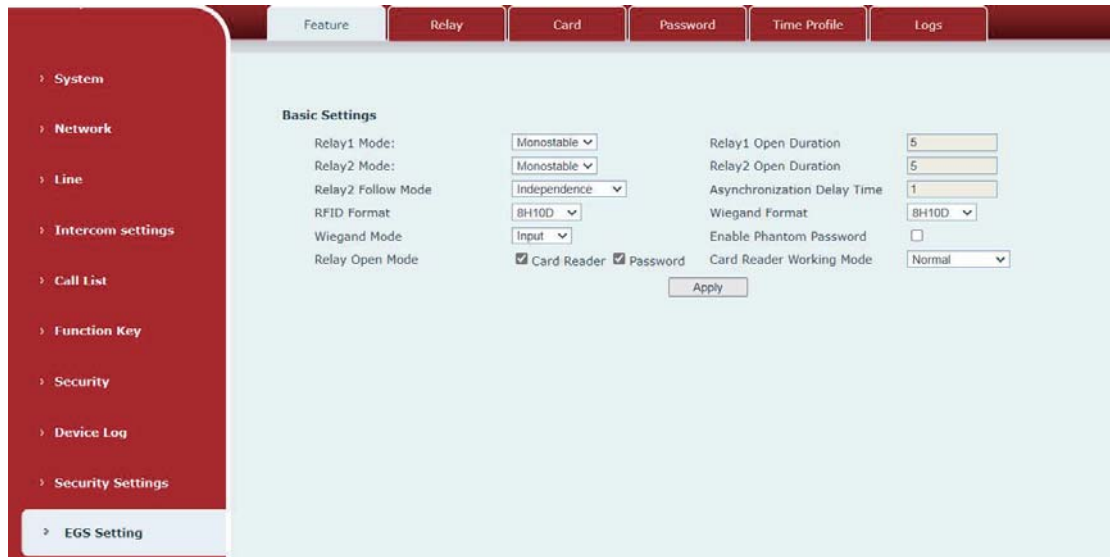 Feature Relay Card Password Time Profile Logs
System
Network
Line
Intercom settings
Call List
Function Key
Security
Device Log
Security Settings
EGS Setting
Basic Settings
Relay1 Mode: Monostable Relay1 Open Duration 5
Relay2 Mode: Monostable Relay2 Open Duration 5
Relay2 Follow Mode Independence Asynchronization Delay Time 1
RFID Format 8H10D Wiegand Format 8H10D
Wiegand Mode Input Enable Phantom Password
Relay Open Mode Card Reader Password Card Reader Working Mode Normal
Apply